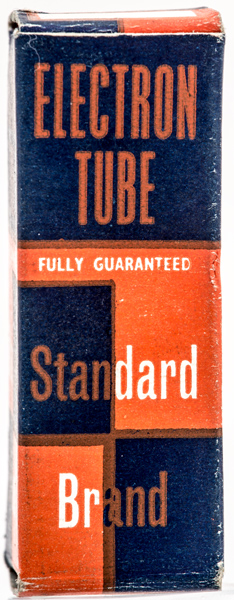 ELECTRON
TUBE
FULLY GUARANTEED
Standard
Brand